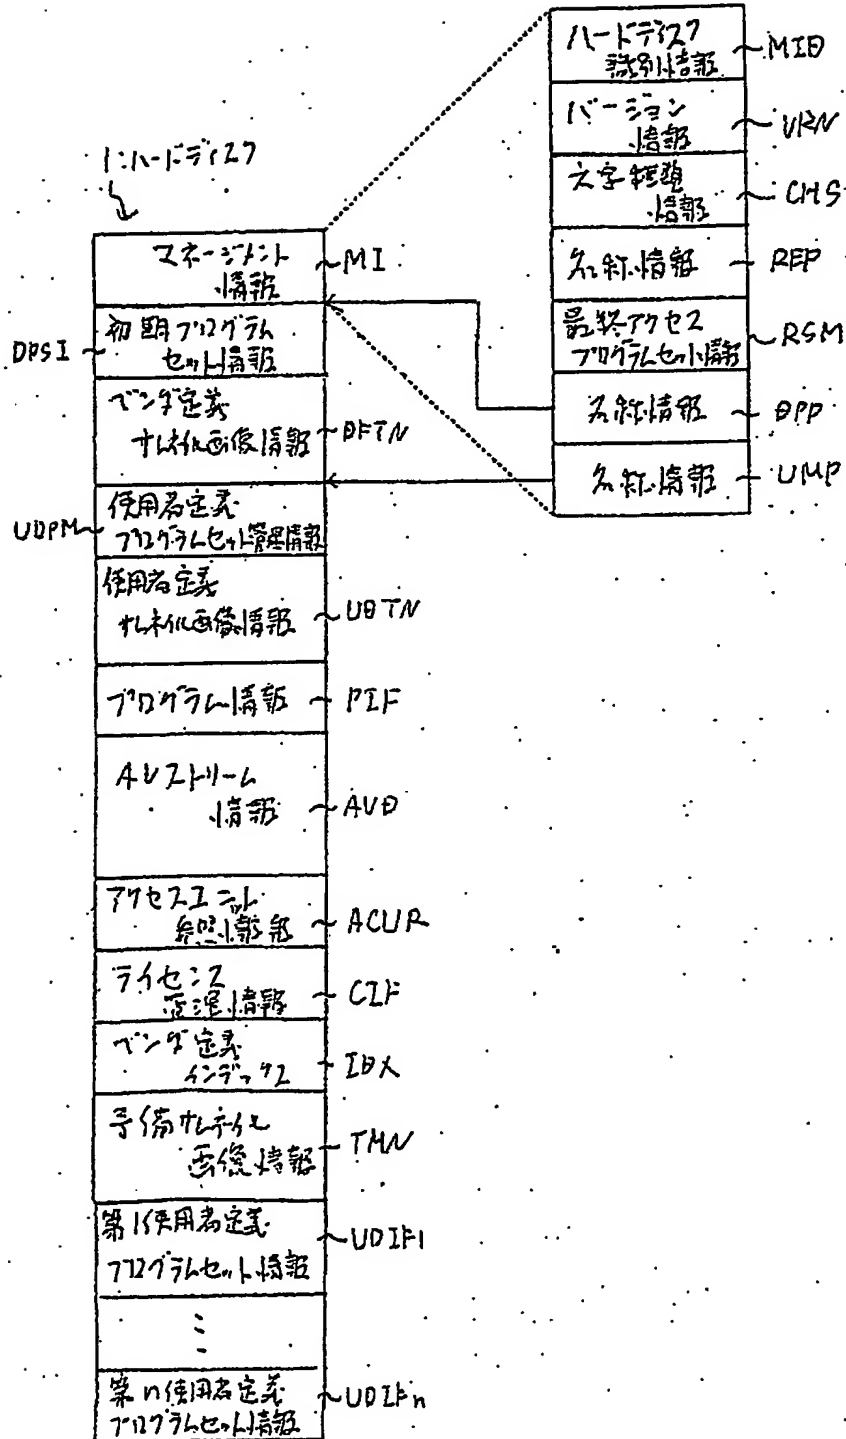 1:ハードディスク
マネージメント
情報
MI
DPSI
初期プログラム
セット情報
ベンダ定義
サムネイル画像情報
DFTN
UDPM
使用者定義
プログラムセット管理情報
使用者定義
サムネイル画像情報
UDTN
プログラム情報
PIF
AVストリーム
情報
AVD
アクセスユニット
参照情報部
ACUR
ライセンス
管理情報
CIF
ベンダ定義
インデックス
IDX
予備サムネイル
画像情報
TMN
第1使用者定義
プログラムセット情報
UDIF1
⋮
第n使用者定義
プログラムセット情報
UDIFn
ハードディスク
識別情報
MID
バージョン
情報
VRN
文字種類
情報
CHS
名称情報
REP
最終アクセス
プログラムセット情報
RSM
名称情報
DPP
名称情報
UMP